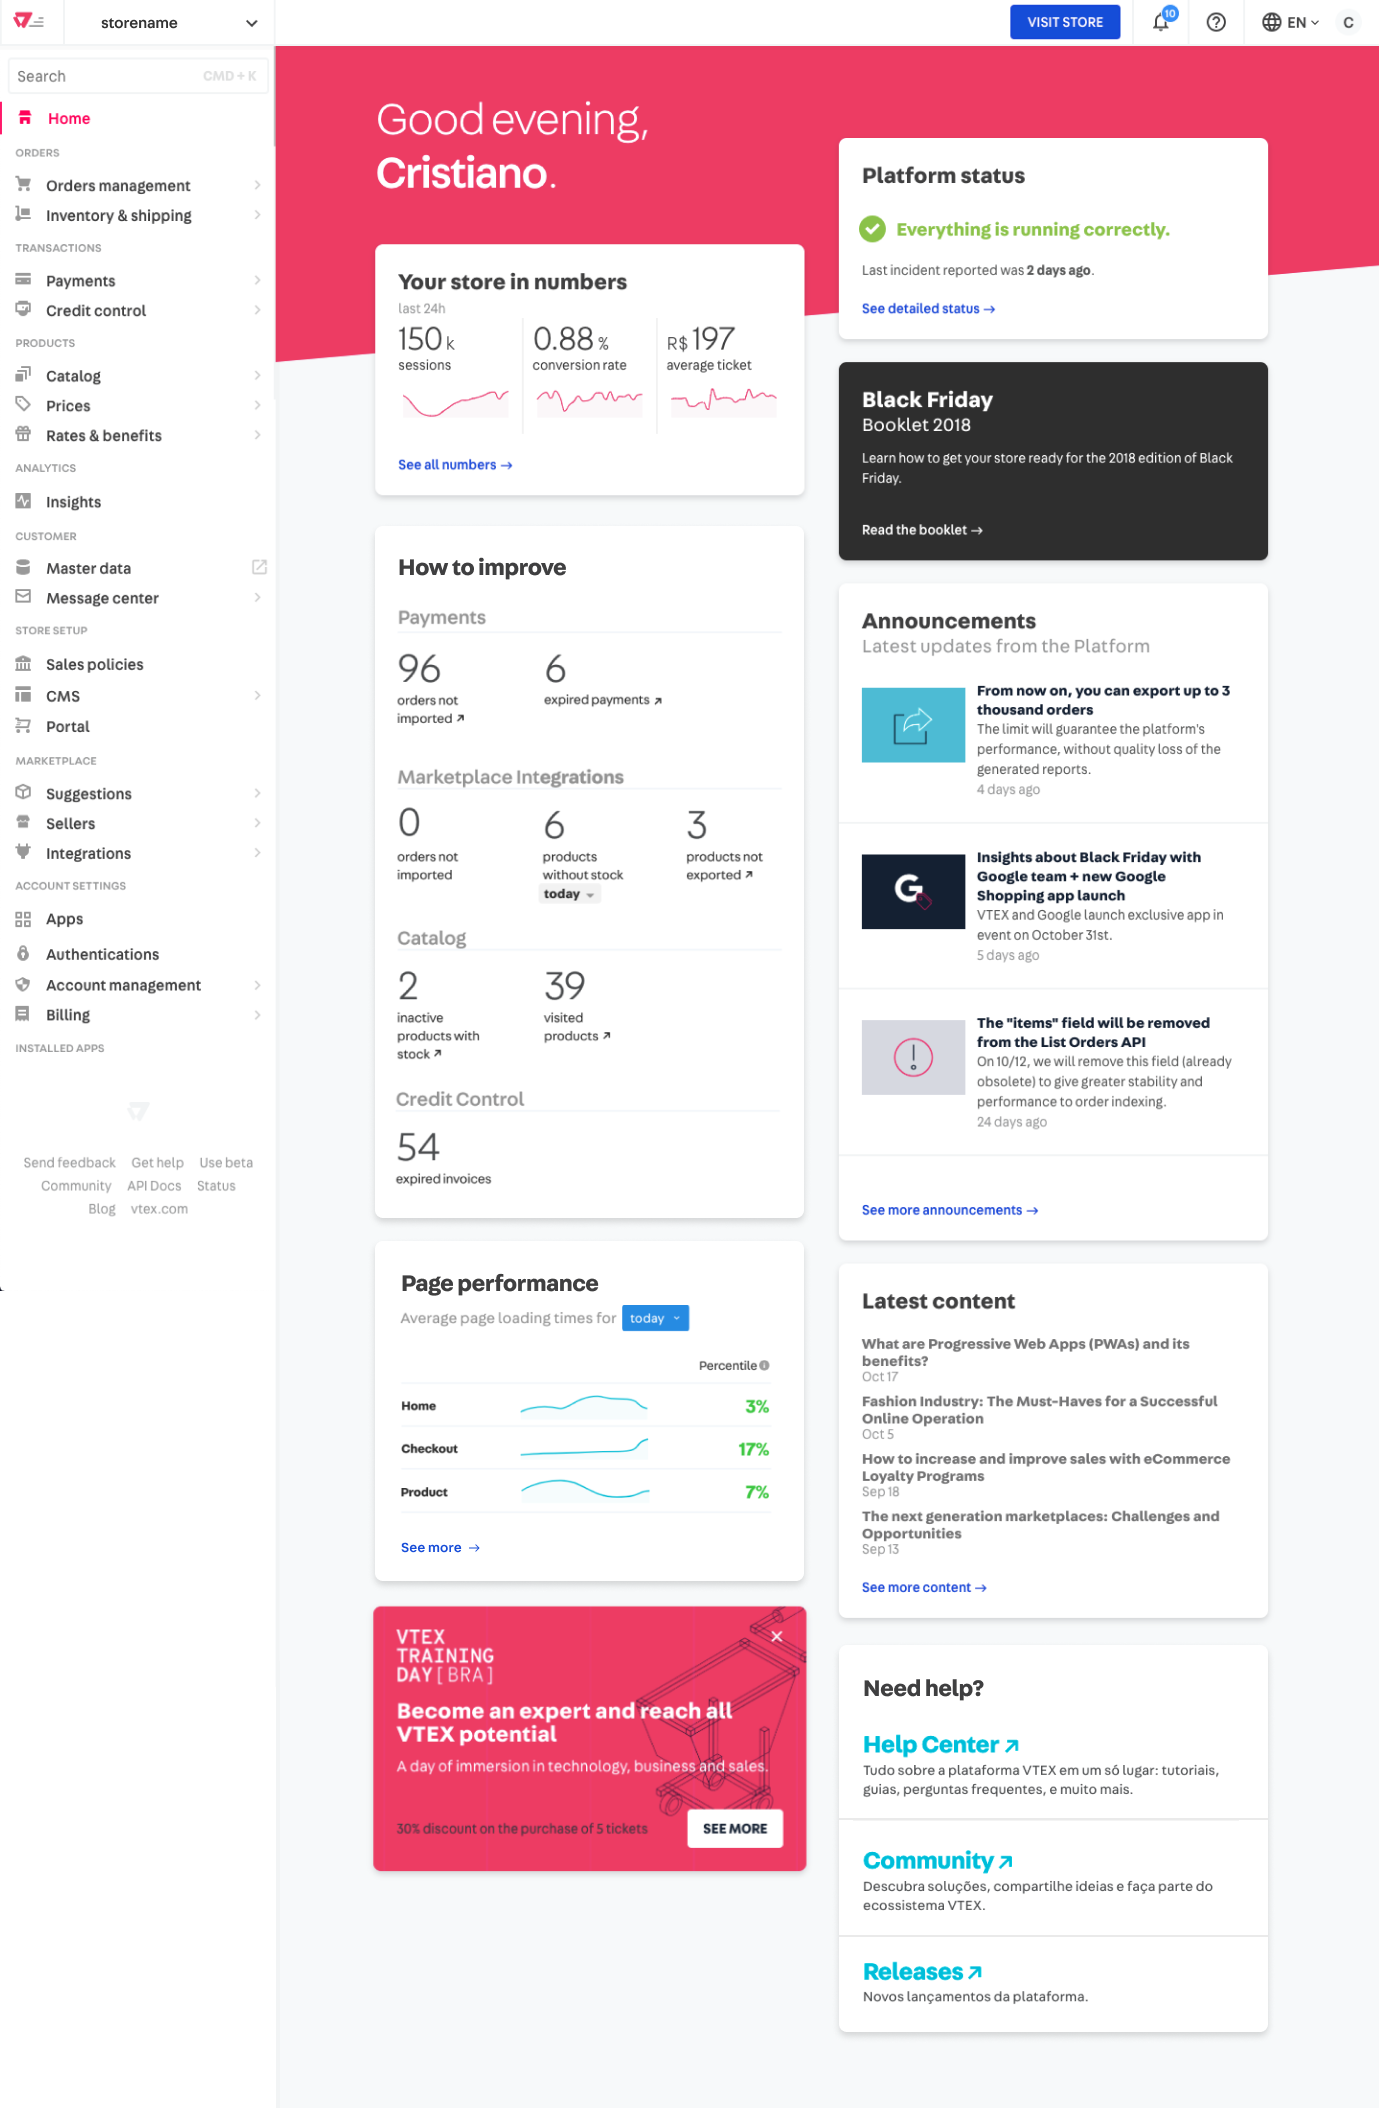 storename
VISIT STORE
10
EN
C
Search
CMD + K
Home
ORDERS
Orders management
Inventory & shipping
TRANSACTIONS
Payments
Credit control
PRODUCTS
Catalog
Prices
Rates & benefits
ANALYTICS
Insights
CUSTOMER
Master data
Message center
STORE SETUP
Sales policies
CMS
Portal
MARKETPLACE
Suggestions
Sellers
Integrations
ACCOUNT SETTINGS
Apps
Authentications
Account management
Billing
INSTALLED APPS
Send feedback Get help Use beta
Community API Docs Status
Blog vtex.com
Good evening,
Cristiano.
Your store in numbers
last 24h
150 k
sessions
0.88 %
conversion rate
R$ 197
average ticket
See all numbers →
How to improve
Payments
96
orders not
imported ↗
6
expired payments ↗
Marketplace Integrations
0
orders not
imported
6
products
without stock
today
3
products not
exported ↗
Catalog
2
inactive
products with
stock ↗
39
visited
products ↗
Credit Control
54
expired invoices
Page performance
Average page loading times for today
Percentile
Home 3%
Checkout 17%
Product 7%
See more →
VTEX
TRAINING
DAY[BRA]
Become an expert and reach all
VTEX potential
A day of immersion in technology, business and sales.
30% discount on the purchase of 5 tickets
SEE MORE
Platform status
Everything is running correctly.
Last incident reported was 2 days ago.
See detailed status →
Black Friday
Booklet 2018
Learn how to get your store ready for the 2018 edition of Black
Friday.
Read the booklet →
Announcements
Latest updates from the Platform
From now on, you can export up to 3
thousand orders
The limit will guarantee the platform's
performance, without quality loss of the
generated reports.
4 days ago
G
Insights about Black Friday with
Google team + new Google
Shopping app launch
VTEX and Google launch exclusive app in
event on October 31st.
5 days ago
The "items" field will be removed
from the List Orders API
On 10/12, we will remove this field (already
obsolete) to give greater stability and
performance to order indexing.
24 days ago
See more announcements →
Latest content
What are Progressive Web Apps (PWAs) and its
benefits?
Oct 17
Fashion Industry: The Must-Haves for a Successful
Online Operation
Oct 5
How to increase and improve sales with eCommerce
Loyalty Programs
Sep 18
The next generation marketplaces: Challenges and
Opportunities
Sep 13
See more content →
Need help?
Help Center ↗
Tudo sobre a plataforma VTEX em um só lugar: tutoriais,
guias, perguntas frequentes, e muito mais.
Community ↗
Descubra soluções, compartilhe ideias e faça parte do
ecossistema VTEX.
Releases ↗
Novos lançamentos da plataforma.